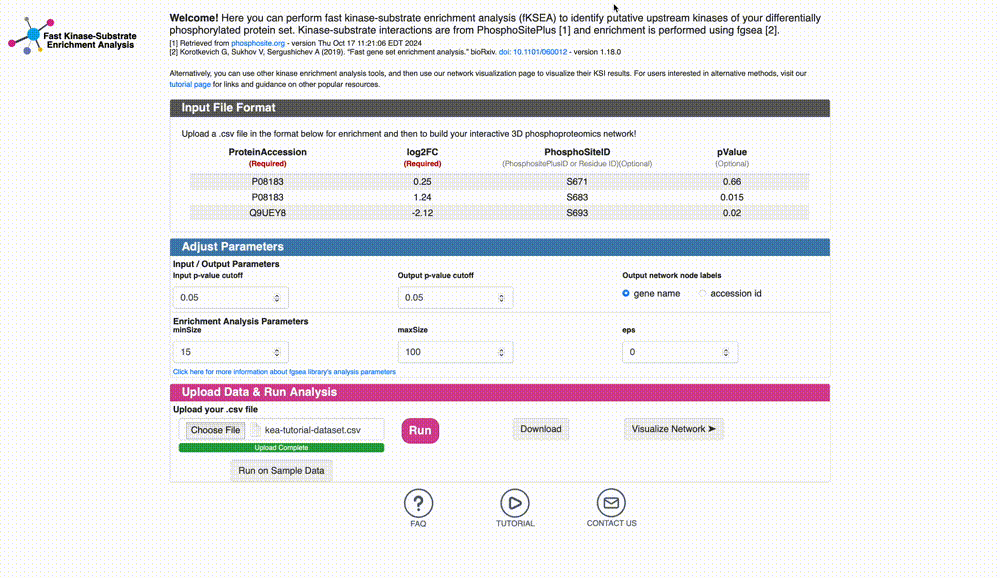 Fast Kinase-Substrate
Enrichment Analysis
Welcome! Here you can perform fast kinase-substrate enrichment analysis (fKSEA) to identify putative upstream kinases of your differentially
phosphorylated protein set. Kinase-substrate interactions are from PhosphoSitePlus [1] and enrichment is performed using fgsea [2].
[1] Retrieved from phosphosite.org - version Thu Oct 17 11:21:06 EDT 2024
[2] Korotkevich G, Sukhov V, Sergushichev A (2019). "Fast gene set enrichment analysis." bioRxiv. doi: 10.1101/060012 - version 1.18.0
Alternatively, you can use other kinase enrichment analysis tools, and then use our network visualization page to visualize their KSI results. For users interested in alternative methods, visit our
tutorial page for links and guidance on other popular resources.
Input File Format
Upload a .csv file in the format below for enrichment and then to build your interactive 3D phosphoproteomics network!
ProteinAccession log2FC PhosphoSiteID pValue
(Required) (Required) (PhosphositePlusID or Residue ID)(Optional) (Optional)
P08183 0.25 S671 0.66
P08183 1.24 S683 0.015
Q9UEY8 -2.12 S693 0.02
Adjust Parameters
Input / Output Parameters
Input p-value cutoff Output p-value cutoff Output network node labels
0.05 0.05 gene name accession id
Enrichment Analysis Parameters
minSize maxSize eps
15 100 0
Click here for more information about fgsea library's analysis parameters
Upload Data & Run Analysis
Upload your .csv file
Choose File kea-tutorial-dataset.csv Run Download Visualize Network ➤
Upload Complete
Run on Sample Data
FAQ TUTORIAL CONTACT US